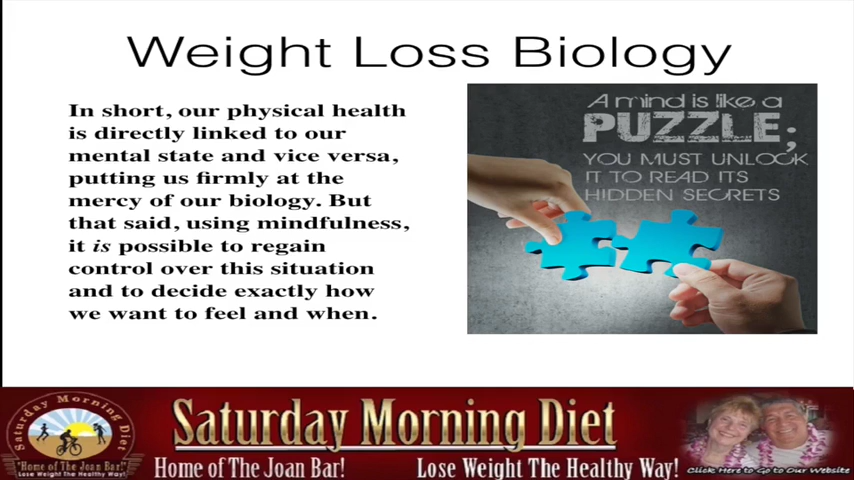 Weight Loss Biology
In short, our physical health
is directly linked to our
mental state and vice versa,
putting us firmly at the
mercy of our biology. But
that said, using mindfulness,
it is possible to regain
control over this situation
and to decide exactly how
we want to feel and when.
A mind is like a
PUZZLE;
YOU MUST UNLOCK
IT TO READ ITS
HIDDEN SECRETS
Saturday Morning Diet
"Home of The Joan Bar!"
Lose Weight The Healthy Way!
Saturday Morning Diet
Home of The Joan Bar! Lose Weight The Healthy Way!
Click Here to Go to Our Website